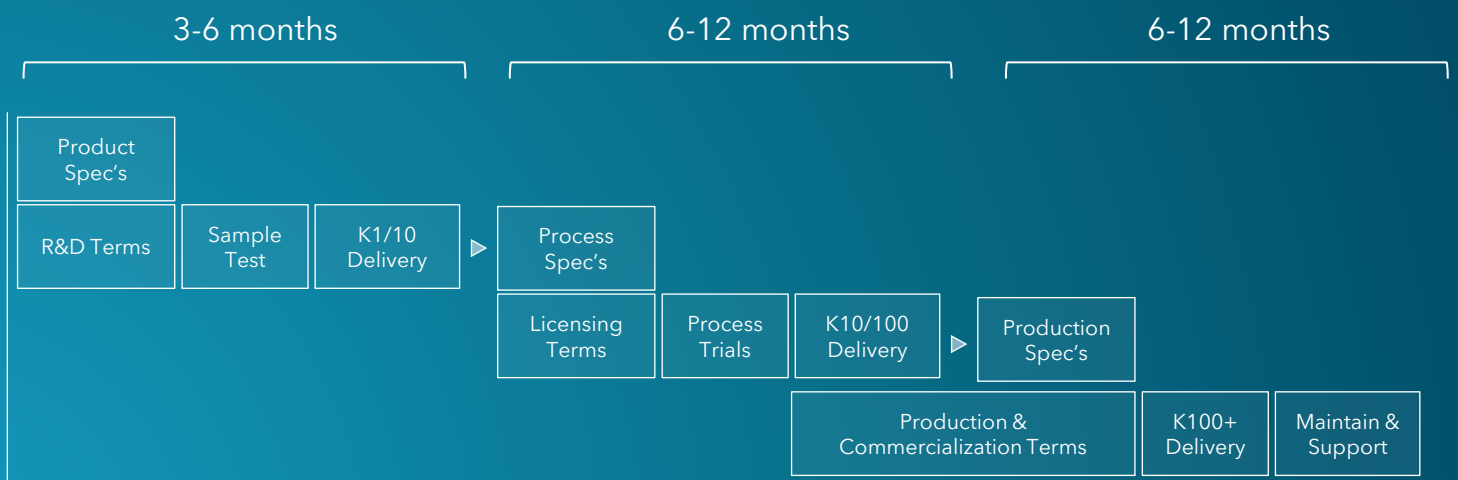 3-6 months
6-12 months
6-12 months
Product
Spec's
R&D Terms
Sample
Test
K1/10
Delivery
Process
Spec's
Licensing
Terms
Process
Trials
K10/100
Delivery
Production
Spec's
Production &
Commercialization Terms
K100+
Delivery
Maintain &
Support